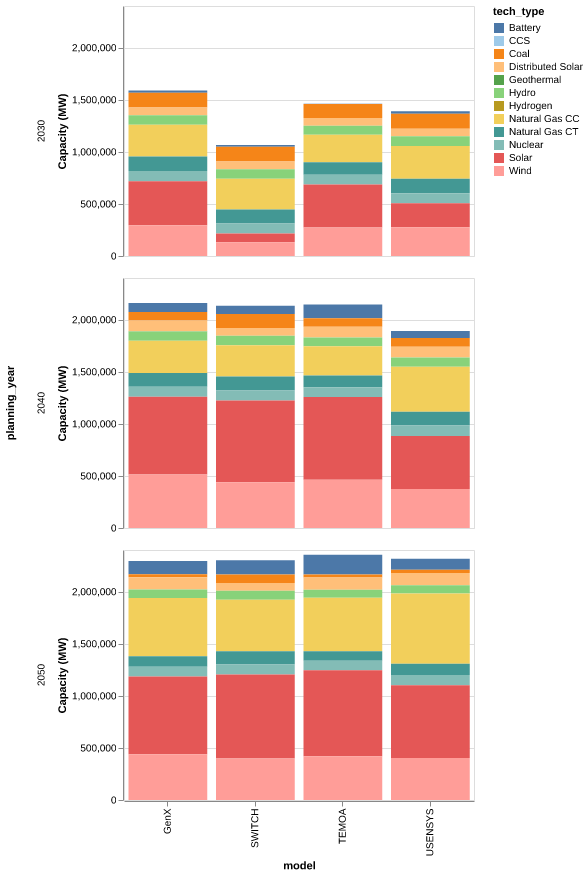 tech_type
Battery
CCS
Coal
Distributed Solar
Geothermal
Hydro
Hydrogen
Natural Gas CC
Natural Gas CT
Nuclear
Solar
Wind
planning_year
2030
Capacity (MW)
2,000,000
1,500,000
1,000,000
500,000
0
2040
Capacity (MW)
2,000,000
1,500,000
1,000,000
500,000
0
2050
Capacity (MW)
2,000,000
1,500,000
1,000,000
500,000
0
GenX
SWITCH
TEMOA
USENSYS
model